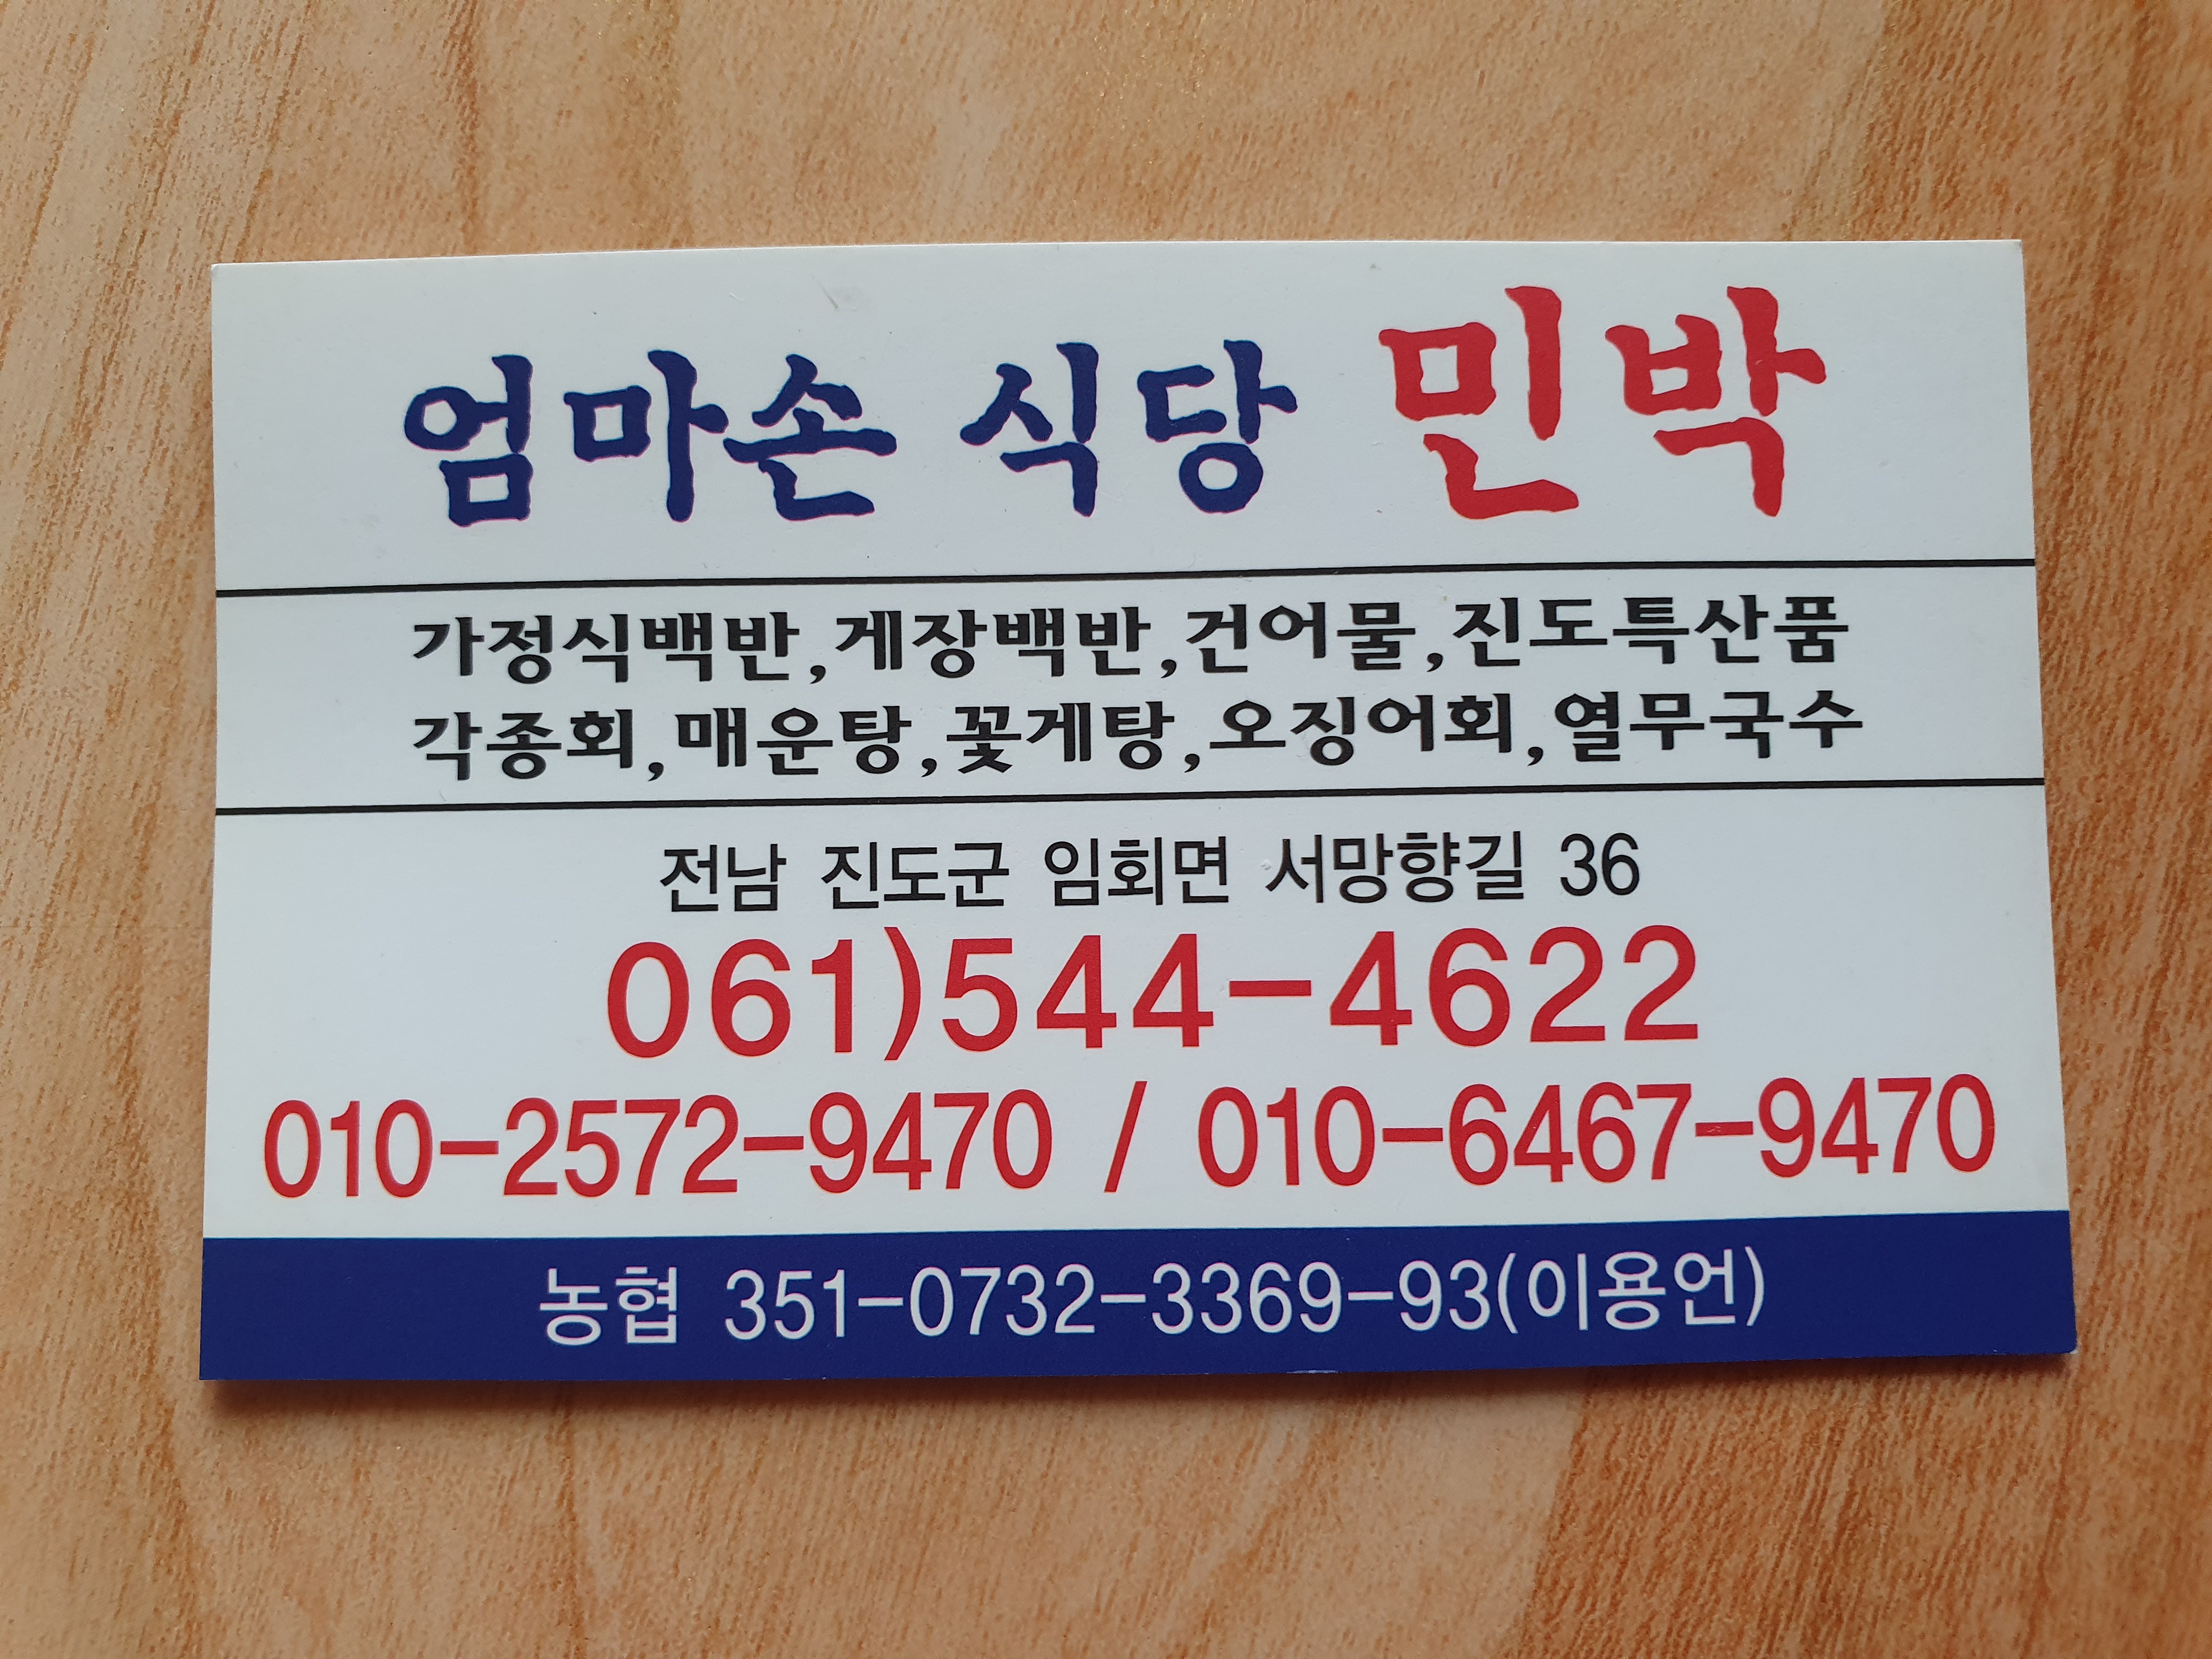 엄마손 식당 민박
가정식백반,게장백반,건어물,진도특산품
각종회,매운탕,꽃게탕,오징어회,열무국수
전남 진도군 임회면 서망항길 36
061)544-4622
010-2572-9470 / 010-6467-9470
농협 351-0732-3369-93(이용언)